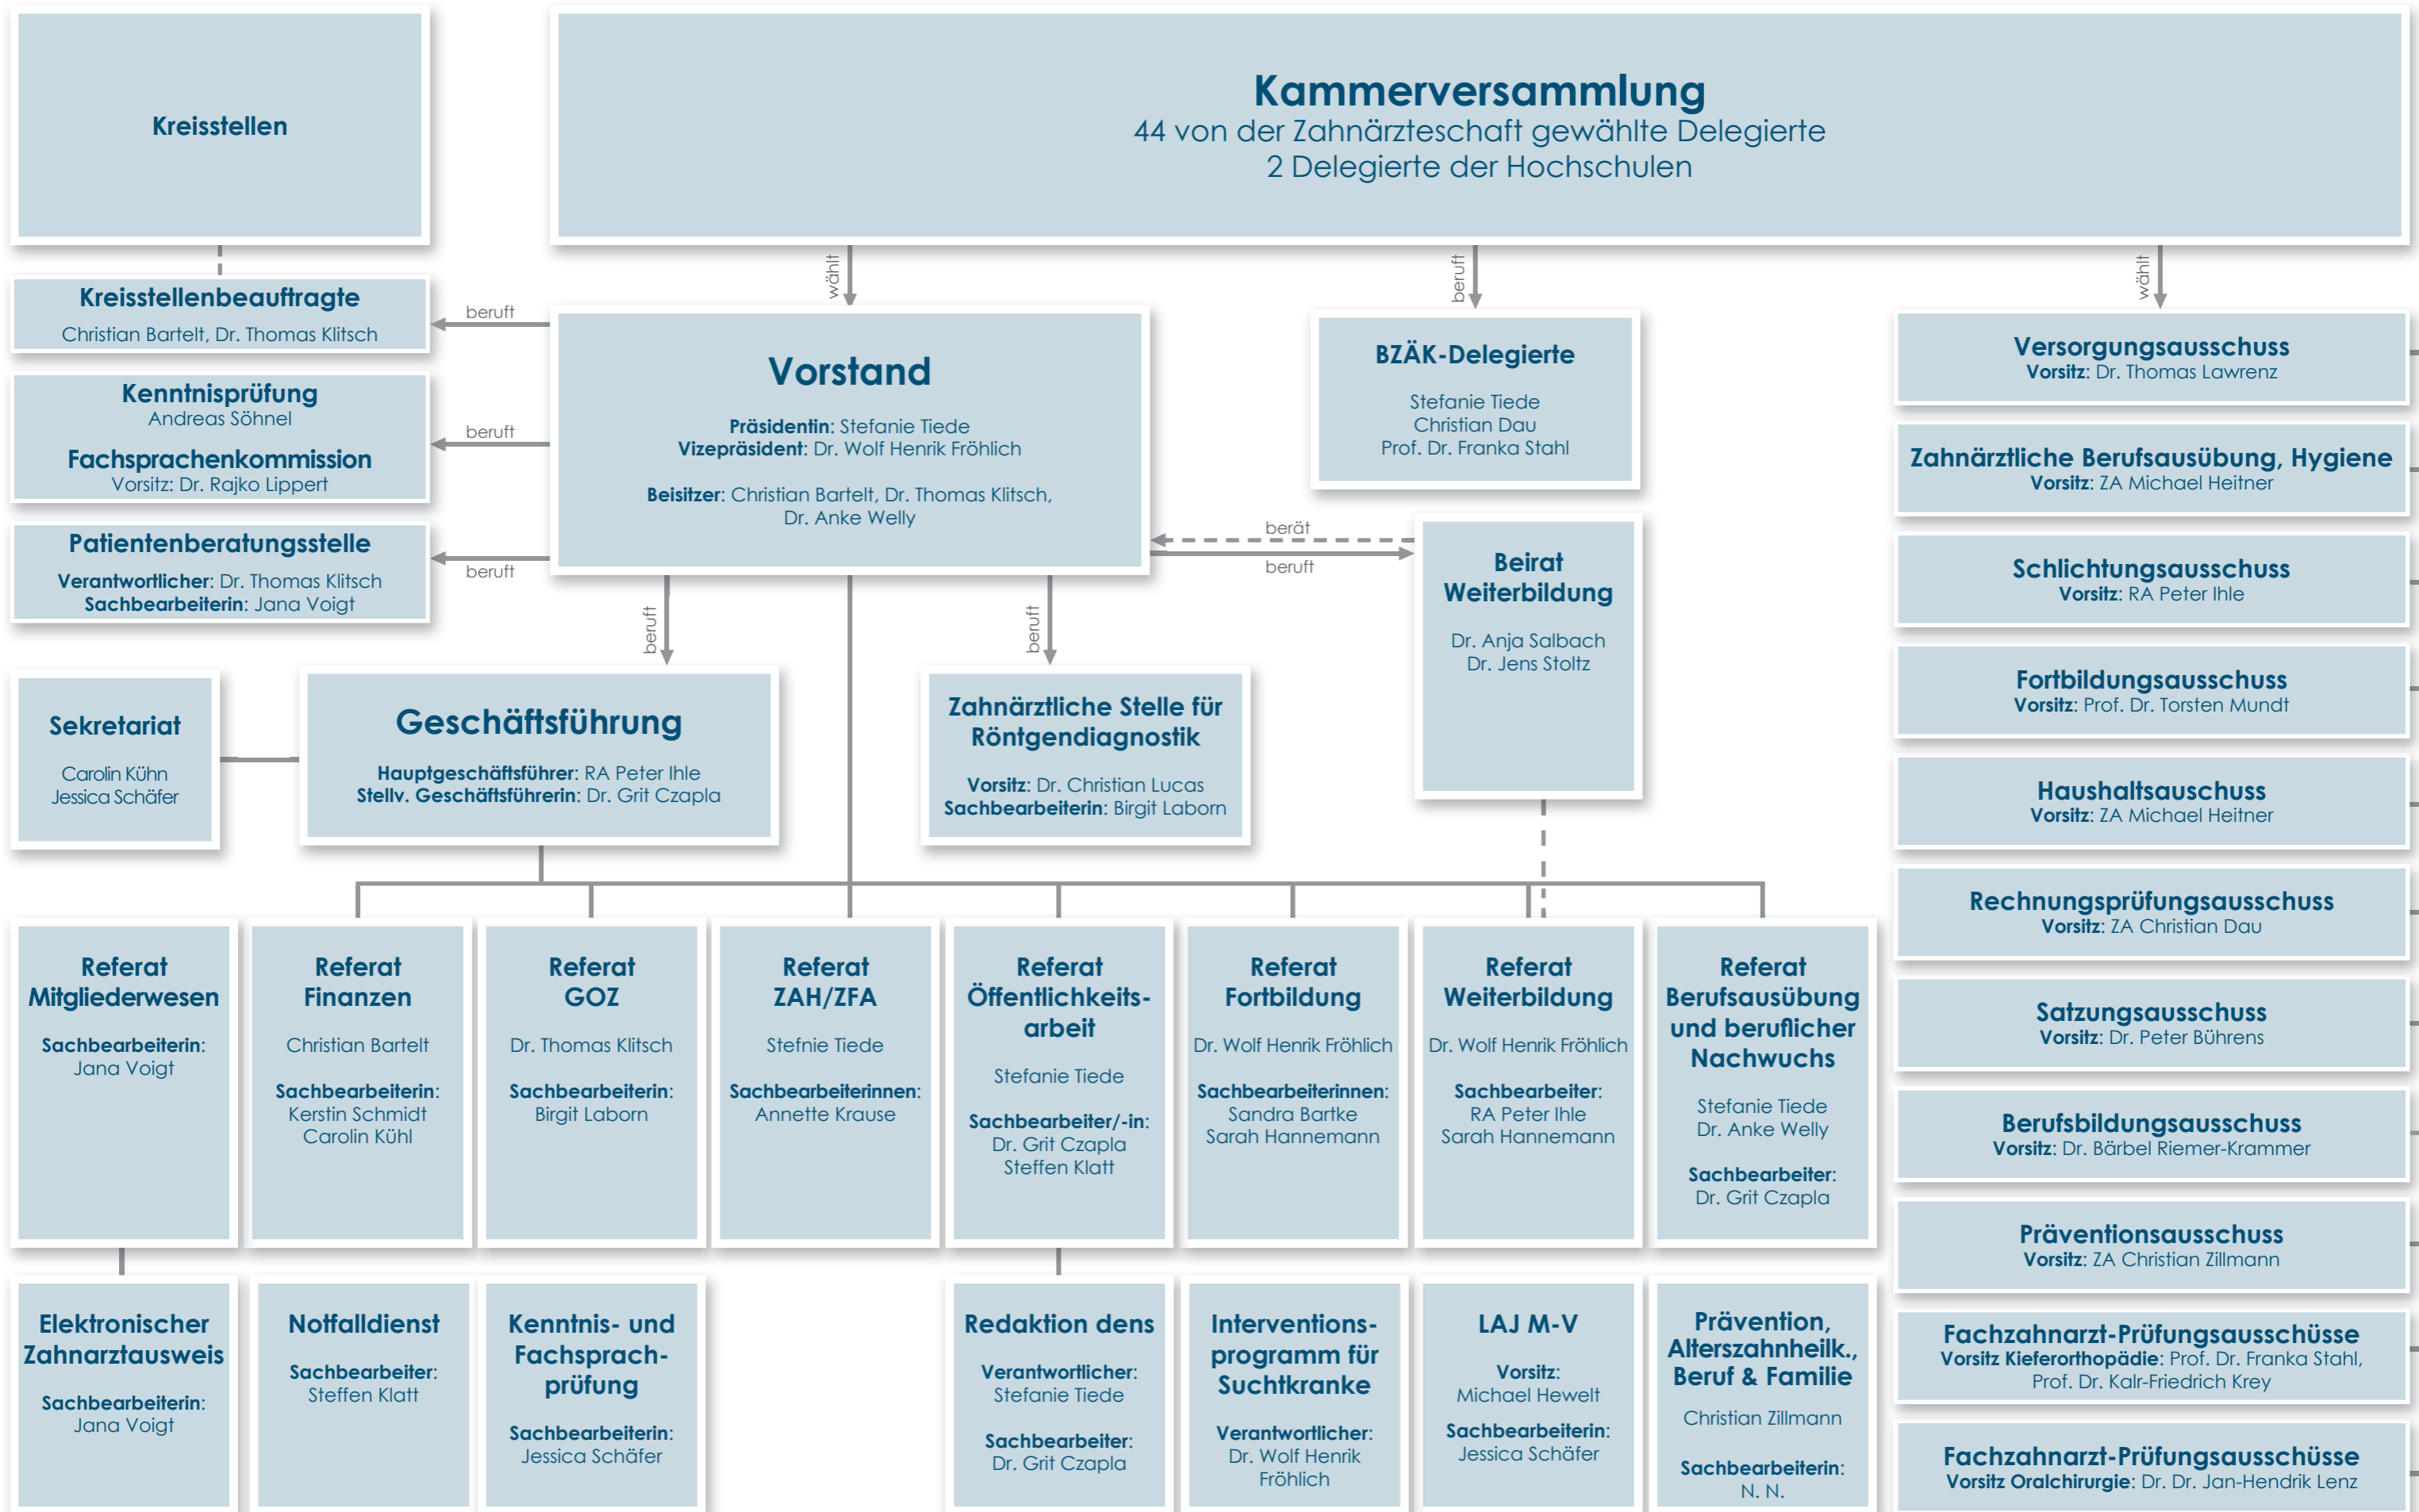 Kreisstellen
Kammerversammlung
44 von der Zahnärzteschaft gewählte Delegierte
2 Delegierte der Hochschulen
wählt
beruft
wählt
Kreisstellenbeauftragte
Christian Bartelt, Dr. Thomas Klitsch
beruft
Kenntnisprüfung
Andreas Söhnel
Fachsprachenkommission
Vorsitz: Dr. Rajko Lippert
beruft
Patientenberatungsstelle
Verantwortlicher: Dr. Thomas Klitsch
Sachbearbeiterin: Jana Voigt
beruft
Vorstand
Präsidentin: Stefanie Tiede
Vizepräsident: Dr. Wolf Henrik Fröhlich
Beisitzer: Christian Bartelt, Dr. Thomas Klitsch,
Dr. Anke Welly
BZÄK-Delegierte
Stefanie Tiede
Christian Dau
Prof. Dr. Franka Stahl
berät
beruft
Beirat
Weiterbildung
Dr. Anja Salbach
Dr. Jens Stoltz
beruft
beruft
Sekretariat
Carolin Kühn
Jessica Schäfer
Geschäftsführung
Hauptgeschäftsführer: RA Peter Ihle
Stellv. Geschäftsführerin: Dr. Grit Czapla
Zahnärztliche Stelle für
Röntgendiagnostik
Vorsitz: Dr. Christian Lucas
Sachbearbeiterin: Birgit Laborn
Versorgungsausschuss
Vorsitz: Dr. Thomas Lawrenz
Zahnärztliche Berufsausübung, Hygiene
Vorsitz: ZA Michael Heitner
Schlichtungsausschuss
Vorsitz: RA Peter Ihle
Fortbildungsausschuss
Vorsitz: Prof. Dr. Torsten Mundt
Haushaltsauschuss
Vorsitz: ZA Michael Heitner
Rechnungsprüfungsausschuss
Vorsitz: ZA Christian Dau
Satzungsausschuss
Vorsitz: Dr. Peter Bührens
Berufsbildungsausschuss
Vorsitz: Dr. Bärbel Riemer-Krammer
Präventionsausschuss
Vorsitz: ZA Christian Zillmann
Fachzahnarzt-Prüfungsausschüsse
Vorsitz Kieferorthopädie: Prof. Dr. Franka Stahl,
Prof. Dr. Kalr-Friedrich Krey
Fachzahnarzt-Prüfungsausschüsse
Vorsitz Oralchirurgie: Dr. Dr. Jan-Hendrik Lenz
Referat
Mitgliederwesen
Sachbearbeiterin:
Jana Voigt
Referat
Finanzen
Christian Bartelt
Sachbearbeiterin:
Kerstin Schmidt
Carolin Kühl
Referat
GOZ
Dr. Thomas Klitsch
Sachbearbeiterin:
Birgit Laborn
Referat
ZAH/ZFA
Stefnie Tiede
Sachbearbeiterinnen:
Annette Krause
Referat
Öffentlichkeits-
arbeit
Stefanie Tiede
Sachbearbeiter/-in:
Dr. Grit Czapla
Steffen Klatt
Referat
Fortbildung
Dr. Wolf Henrik Fröhlich
Sachbearbeiterinnen:
Sandra Bartke
Sarah Hannemann
Referat
Weiterbildung
Dr. Wolf Henrik Fröhlich
Sachbearbeiter:
RA Peter Ihle
Sarah Hannemann
Referat
Berufsausübung
und beruflicher
Nachwuchs
Stefanie Tiede
Dr. Anke Welly
Sachbearbeiter:
Dr. Grit Czapla
Elektronischer
Zahnarztausweis
Sachbearbeiterin:
Jana Voigt
Notfalldienst
Sachbearbeiter:
Steffen Klatt
Kenntnis- und
Fachsprach-
prüfung
Sachbearbeiterin:
Jessica Schäfer
Redaktion dens
Verantwortlicher:
Stefanie Tiede
Sachbearbeiter:
Dr. Grit Czapla
Interventions-
programm für
Suchtkranke
Verantwortlicher:
Dr. Wolf Henrik
Fröhlich
LAJ M-V
Vorsitz:
Michael Hewelt
Sachbearbeiterin:
Jessica Schäfer
Prävention,
Alterszahnheilk.,
Beruf & Familie
Christian Zillmann
Sachbearbeiterin:
N. N.